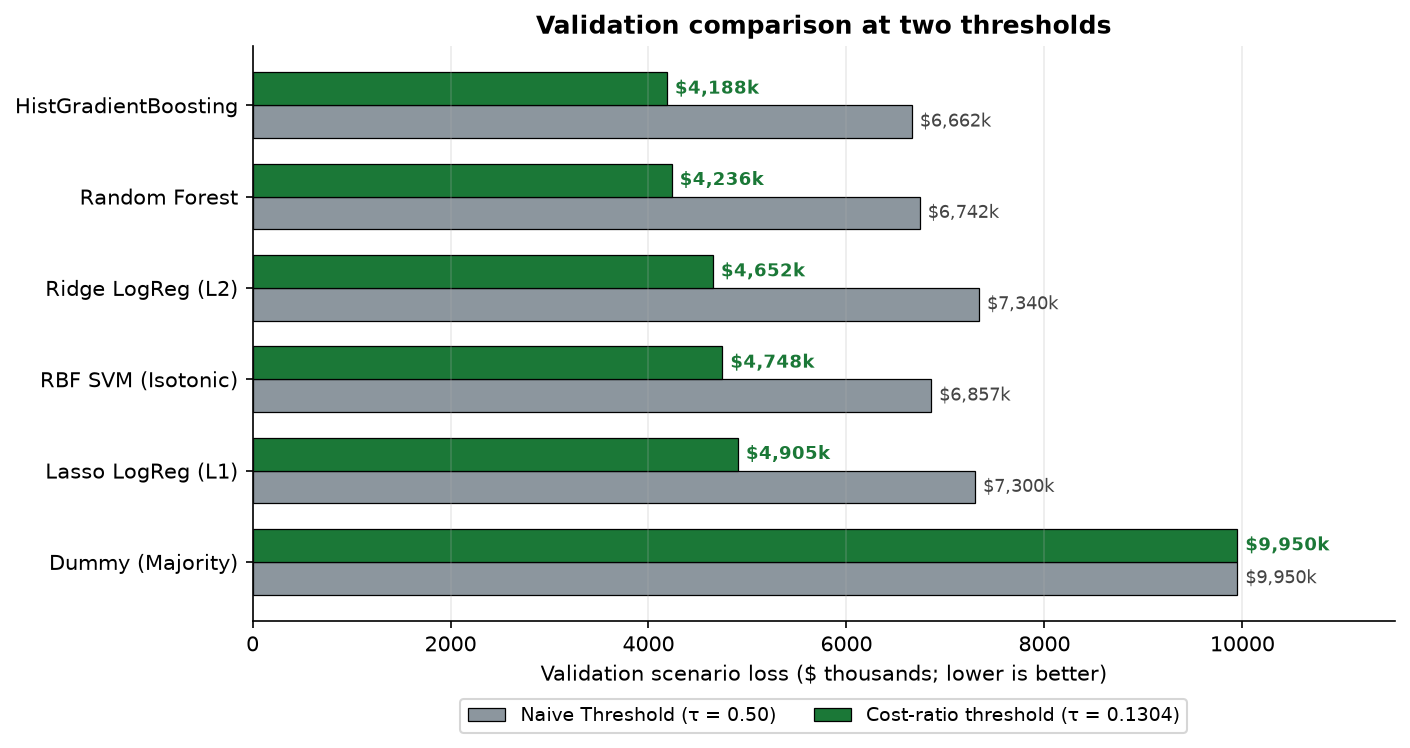 Validation comparison at two thresholds
HistGradientBoosting
$4,188k
$6,662k
Random Forest
$4,236k
$6,742k
Ridge LogReg (L2)
$4,652k
$7,340k
RBF SVM (Isotonic)
$4,748k
$6,857k
Lasso LogReg (L1)
$4,905k
$7,300k
Dummy (Majority)
$9,950k
$9,950k
0 2000 4000 6000 8000 10000
Validation scenario loss ($ thousands; lower is better)
Naive Threshold (τ = 0.50) Cost-ratio threshold (τ = 0.1304)